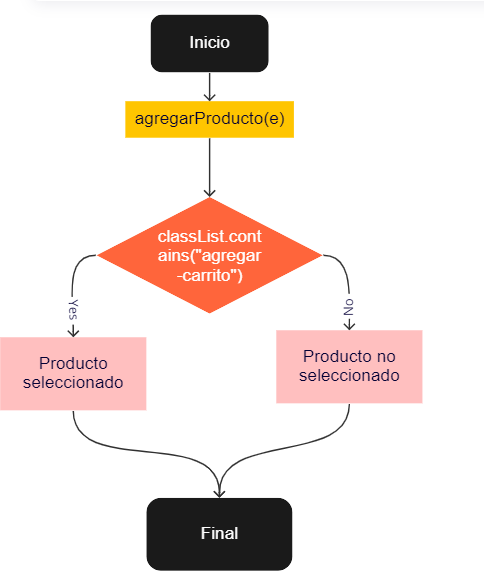 Inicio
agregarProducto(e)
classList.cont
ains("agregar
-carrito")
Yes
No
Producto
seleccionado
Producto no
seleccionado
Final